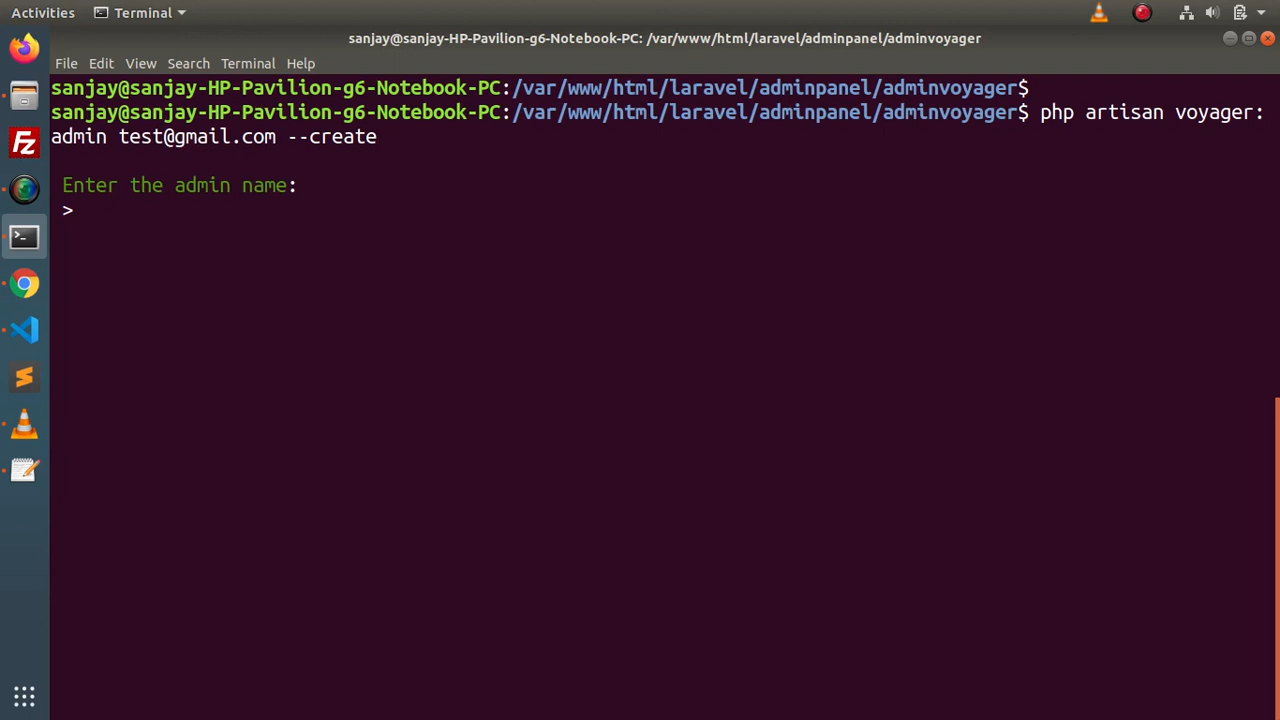 Activities Terminal
sanjay@sanjay-HP-Pavilion-g6-Notebook-PC: /var/www/html/laravel/adminpanel/adminvoyager
File Edit View Search Terminal Help
sanjay@sanjay-HP-Pavilion-g6-Notebook-PC:/var/www/html/laravel/adminpanel/adminvoyager$
sanjay@sanjay-HP-Pavilion-g6-Notebook-PC:/var/www/html/laravel/adminpanel/adminvoyager$ php artisan voyager:
admin test@gmail.com --create
Enter the admin name:
>